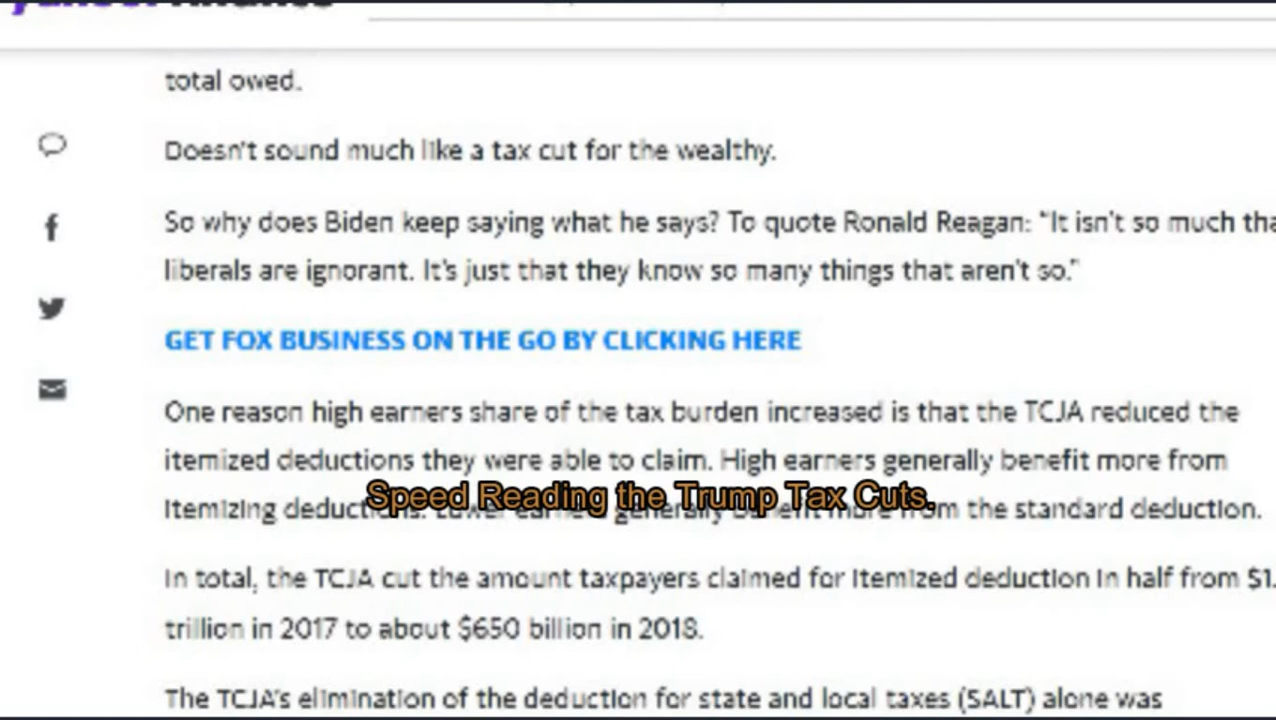 total owed.
Doesn't sound much like a tax cut for the wealthy.
So why does Biden keep saying what he says? To quote Ronald Reagan: "It isn't so much
liberals are ignorant. It's just that they know so many things that aren't so."
GET FOX BUSINESS ON THE GO BY CLICKING HERE
One reason high earners share of the tax burden increased is that the TCJA reduced the
itemized deductions they were able to claim. High earners generally benefit more from
Speed Reading the Trump Tax Cuts.
itemizing generally the standard deduction.
In total, the TCJA cut the amount taxpayers claimed for itemized deduction in half from $1.
trillion in 2017 to about $650 billion in 2018.
The TCJA's elimination of the deduction for state and local taxes (SALT) alone was